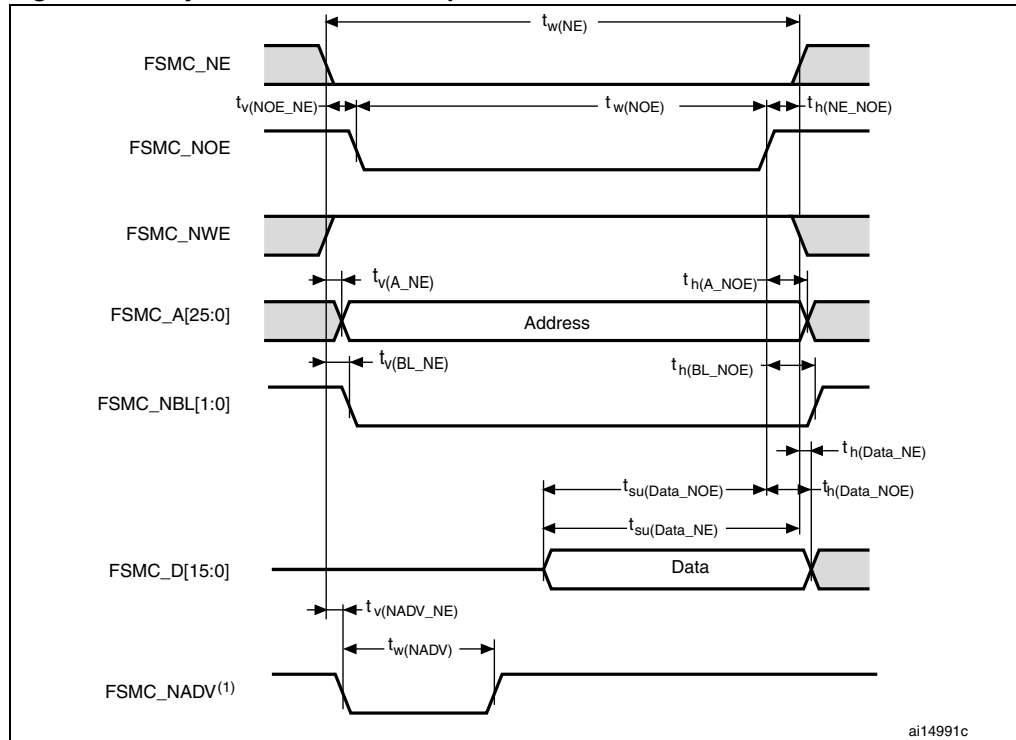 t w(NE)
FSMC_NE
t v(NOE_NE)
t w(NOE)
t h(NE_NOE)
FSMC_NOE
FSMC_NWE
t v(A_NE)
t h(A_NOE)
FSMC_A[25:0]
Address
t v(BL_NE)
t h(BL_NOE)
FSMC_NBL[1:0]
t h(Data_NE)
t su(Data_NOE)
t h(Data_NOE)
t su(Data_NE)
FSMC_D[15:0]
Data
t v(NADV_NE)
t w(NADV)
FSMC_NADV(1)
ai14991c